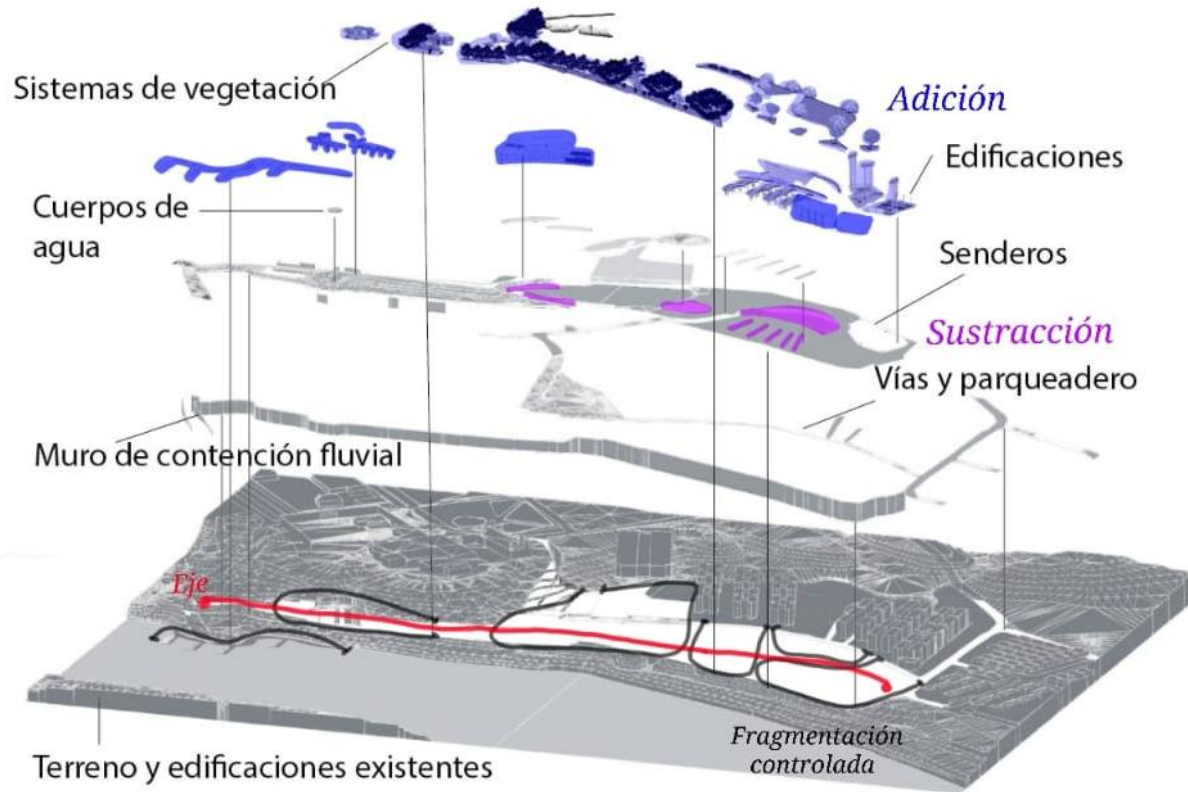 Sistemas de vegetación
Adición
Edificaciones
Cuerpos de
agua
Senderos
Sustracción
Vías y parqueadero
Muro de contención fluvial
Eje
Fragmentación
controlada
Terreno y edificaciones existentes